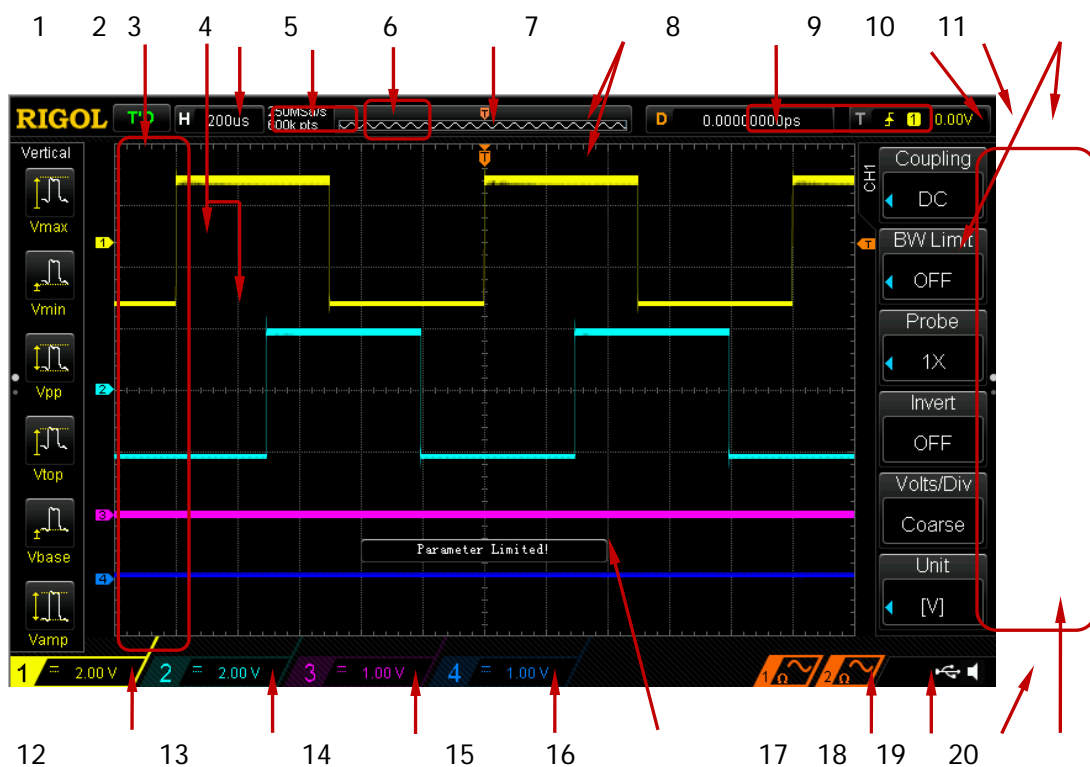 1 2 3 4 5 6 7 8 9 10 11
RIGOL T'D H 200us 250MSa/s D 0.00000000ps T 1 0.00V
600k pts
T
Vertical
T
CH1
Coupling
DC
Vmax
1
T
BW Limit
OFF
Vmin
Probe
1X
Vpp
2
Invert
OFF
Vtop
Volts/Div
Coarse
3
Parameter Limited!
Vbase
4
Unit
[V]
Vamp
1 = 2.00 V 2 = 2.00 V 3 = 1.00 V 4 = 1.00 V 1 Ω 2 Ω
12 13 14 15 16 17 18 19 20